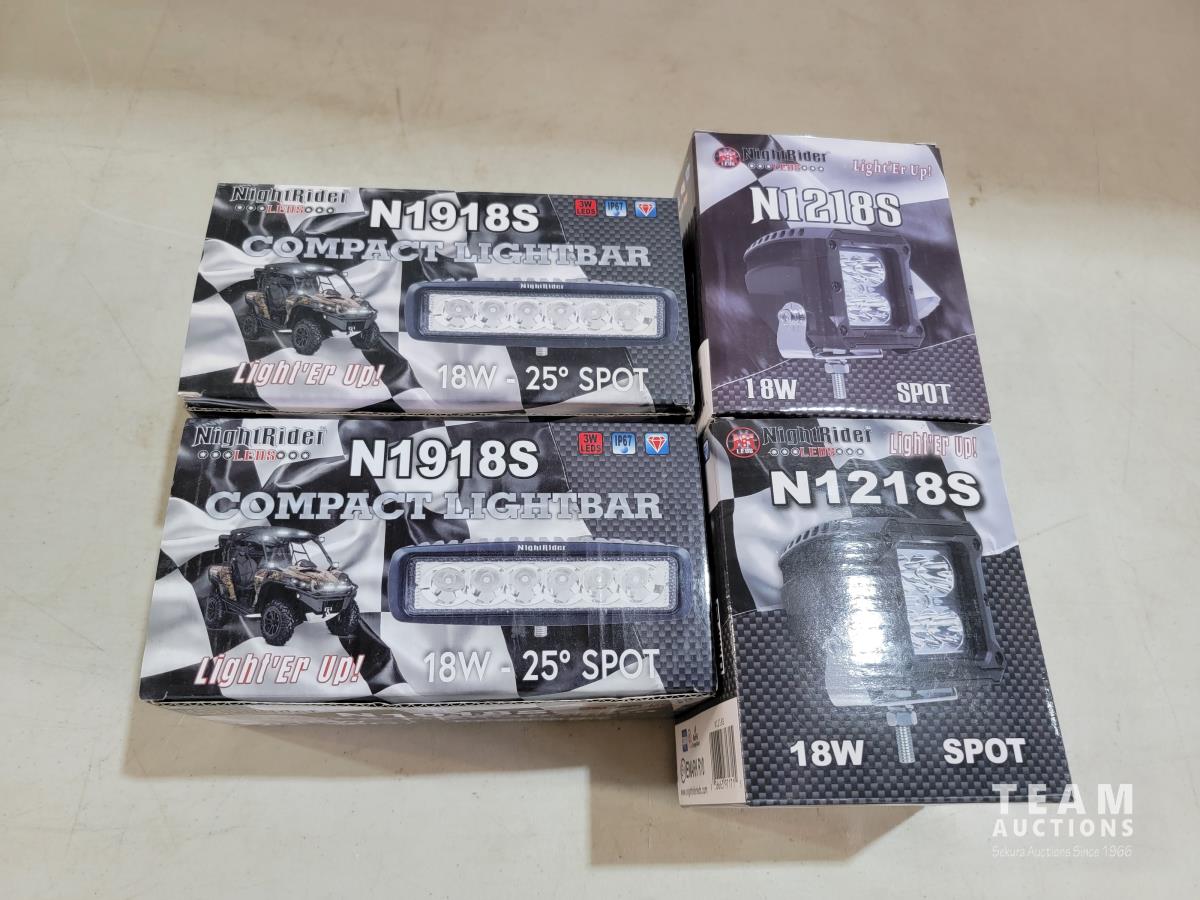 NightRider
LEDS
N1918S
3W
LEDS
IP67
COMPACT LIGHTBAR
NightRider
Light'Er Up!
18W - 25° SPOT
NightRider
LEDS
Light'Er Up!
N1218S
18W
SPOT
NightRider
LEDS
N1918S
3W
LEDS
IP67
COMPACT LIGHTBAR
NightRider
Light'Er Up!
18W - 25° SPOT
NightRider
LEDS
Light'Er Up!
N1218S
18W
SPOT
TEAM
AUCTIONS
Sekura Auctions Since 1966